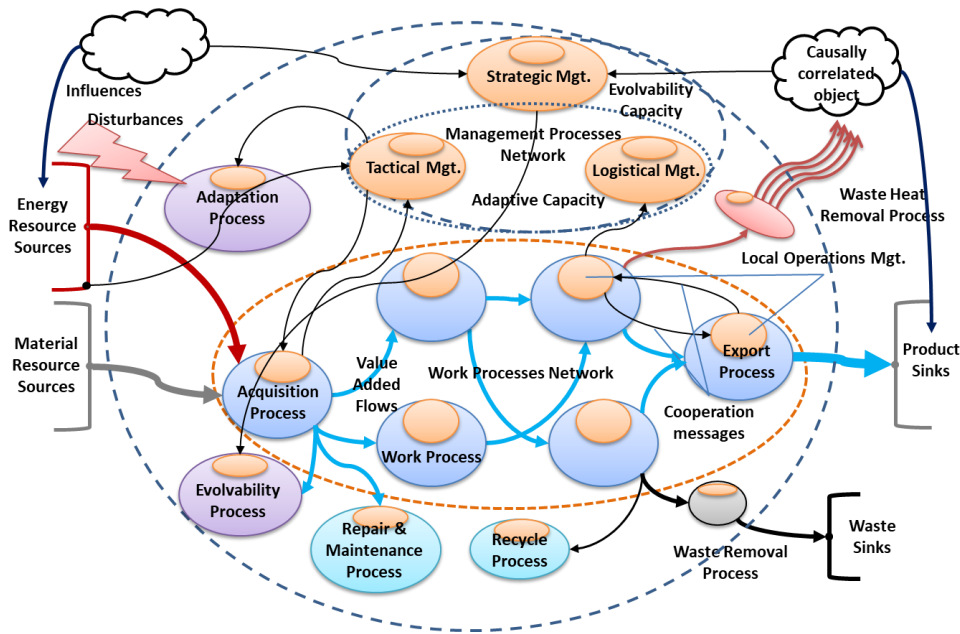 Causally
correlated
object
Strategic Mgt.
Influences
Evolvability
Capacity
Disturbances
Management Processes
Network
Tactical Mgt.
Logistical Mgt.
Adaptation
Process
Adaptive Capacity
Waste Heat
Removal Process
Energy
Resource
Sources
Local Operations Mgt.
Material
Resource
Sources
Export
Process
Product
Sinks
Value
Added
Flows
Work Processes Network
Acquisition
Process
Cooperation
messages
Work Process
Evolvability
Process
Repair &
Maintenance
Process
Recycle
Process
Waste Removal
Process
Waste
Sinks